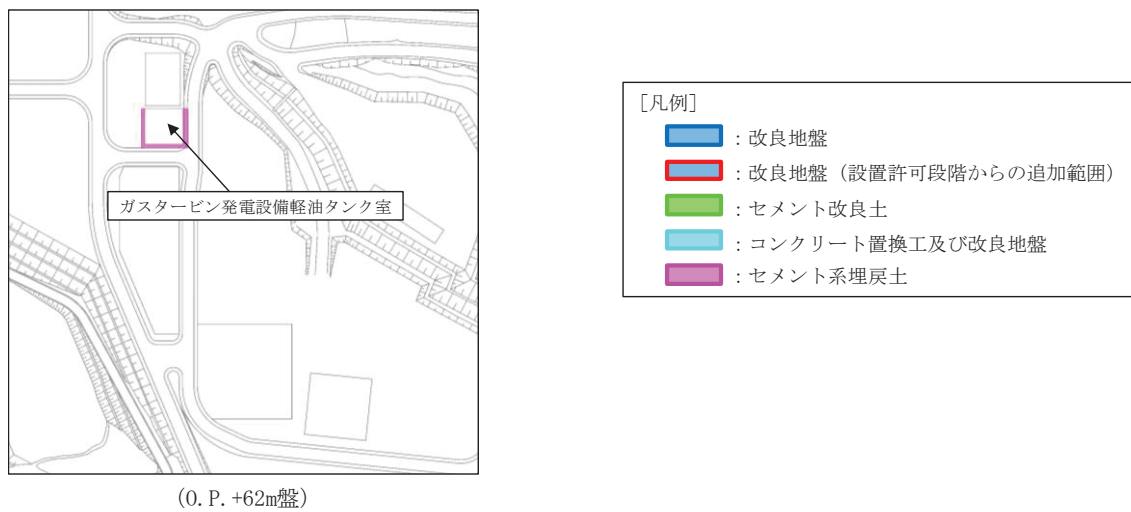 ガスタービン発電設備軽油タンク室
(O.P.+62m盤)
[凡例]
：改良地盤
：改良地盤（設置許可段階からの追加範囲）
：セメント改良土
：コンクリート置換工及び改良地盤
：セメント系埋戻土